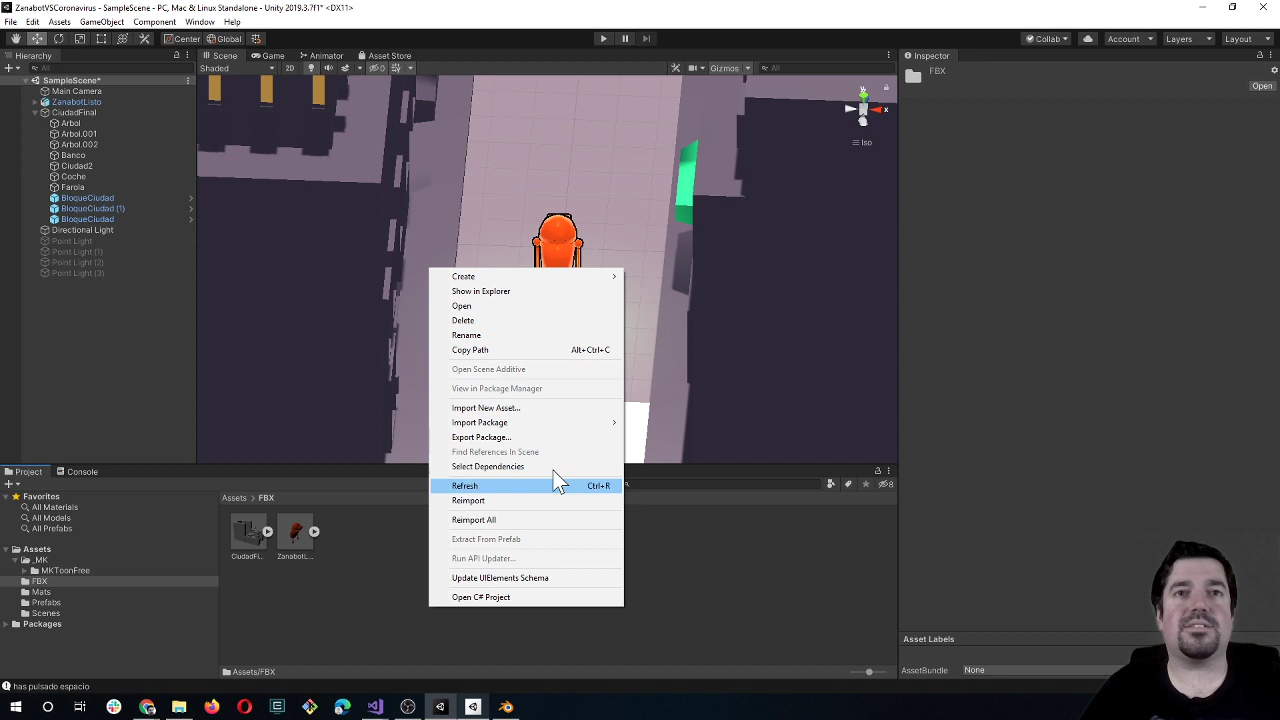 ZanabotVSCoronavirus - SampleScene - PC, Mac & Linux Standalone - Unity 2019.3.7f1* <DX11>
File Edit Assets GameObject Component Window Help
Center Global Collab Account Layers Layout
Hierarchy Scene Game Animator Asset Store Inspector
All Shaded 2D 0 Gizmos All FBX
Open
SampleScene*
Main Camera
ZanabotListo
CiudadFinal
Arbol
Arbol.001
Arbol.002
Banco
Ciudad2
Coche
Farola
BloqueCiudad
BloqueCiudad (1)
BloqueCiudad
Directional Light
Point Light
Point Light (1)
Point Light (2)
Point Light (3)
y
x
Iso
Create
Show in Explorer
Open
Delete
Rename
Copy Path Alt+Ctrl+C
Open Scene Additive
View in Package Manager
Import New Asset...
Import Package
Export Package...
Find References In Scene
Select Dependencies
Refresh Ctrl+R
Reimport
Reimport All
Extract From Prefab
Run API Updater...
Update UIElements Schema
Open C# Project
Project Console
8
Favorites
All Materials
All Models
All Prefabs
Assets
_MK
MKToonFree
FBX
Mats
Prefabs
Scenes
Packages
Assets > FBX
CiudadFi... ZanabotL...
Assets/FBX
Asset Labels
AssetBundle None
has pulsado espacio